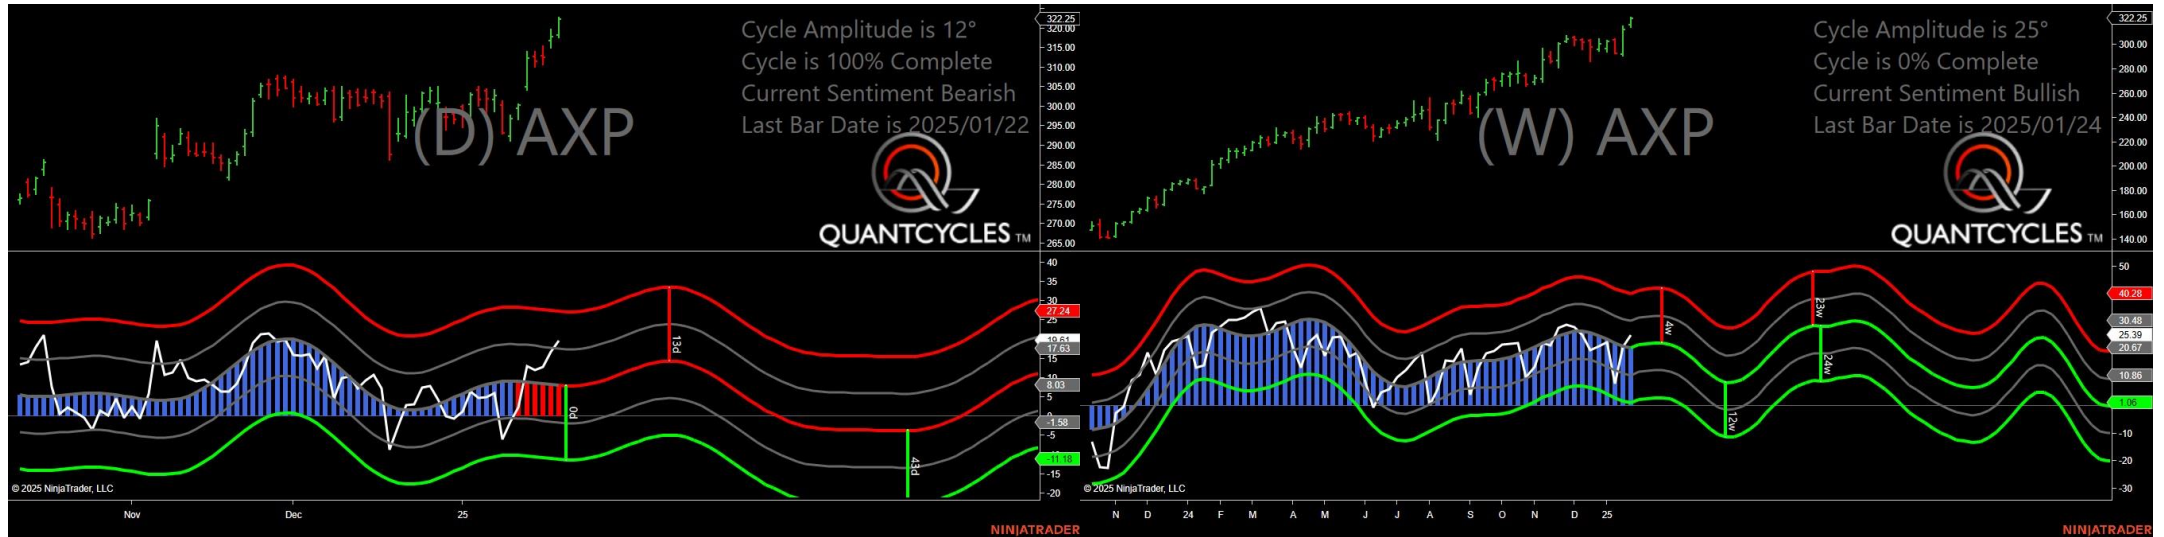 Cycle Amplitude is 12°
Cycle is 100% Complete
Current Sentiment Bearish
Last Bar Date is 2025/01/22
(D) AXP
QUANTCYCLES TM
322.25
320.00
315.00
310.00
305.00
300.00
295.00
290.00
285.00
280.00
275.00
270.00
265.00
40
35
30
27.24
25
19.61
17.63
15
10
8.03
5
0
-1.58
-5
-11.18
-15
-20
13d
0d
43d
© 2025 NinjaTrader, LLC
Nov
Dec
25
NINJATRADER
Cycle Amplitude is 25°
Cycle is 0% Complete
Current Sentiment Bullish
Last Bar Date is 2025/01/24
(W) AXP
QUANTCYCLES TM
322.25
300.00
280.00
260.00
240.00
220.00
200.00
180.00
160.00
140.00
50
40.28
30.48
25.39
20.67
10.86
1.06
-10
-20
-30
4w
12w
23w
24w
© 2025 NinjaTrader, LLC
N
D
24
F
M
A
M
J
J
A
S
O
N
D
25
NINJATRADER